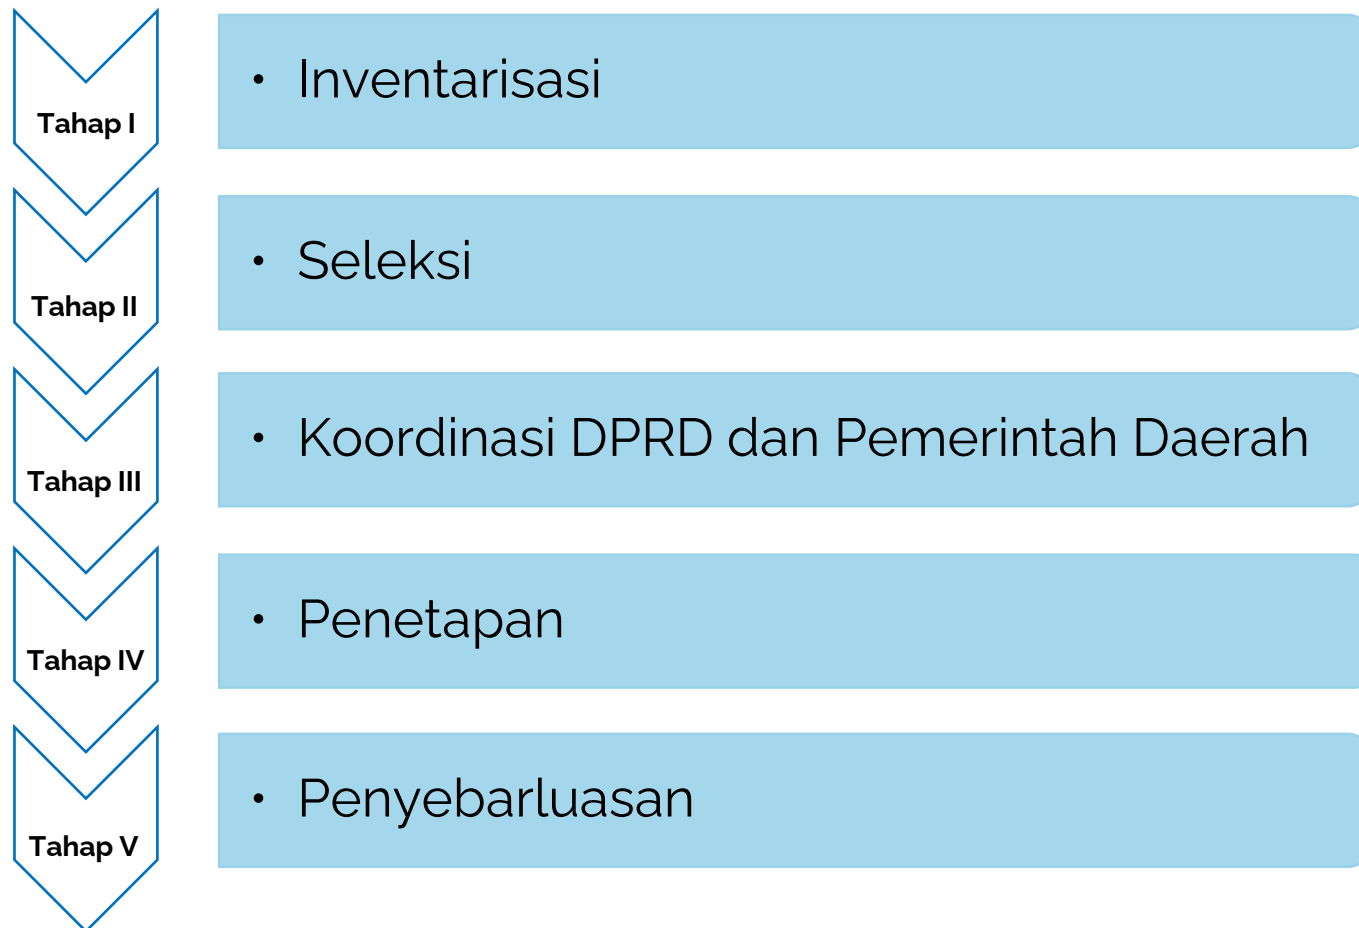 Tahap I
• Inventarisasi
Tahap II
• Seleksi
Tahap III
• Koordinasi DPRD dan Pemerintah Daerah
Tahap IV
• Penetapan
Tahap V
• Penyebarluasan